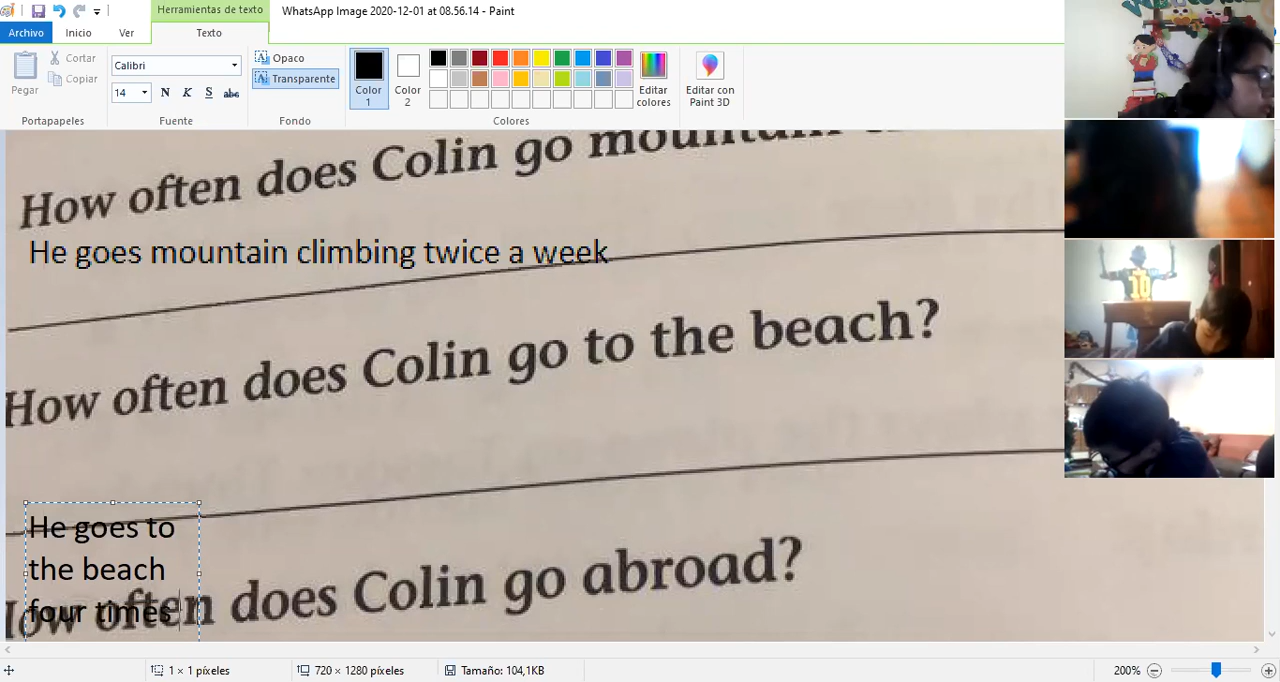 Herramientas de texto
WhatsApp Image 2020-12-01 at 08.56.14 - Paint
Archivo
Inicio
Ver
Texto
Pegar
Cortar
Copiar
Portapapeles
Calibri
14
N K S abc
Fuente
Opaco
Transparente
Fondo
Color 1
Color 2
Editar colores
Editar con Paint 3D
Colores
How often does Colin go mountain
He goes mountain climbing twice a week
How often does Colin go to the beach?
He goes to
the beach
four times
How often does Colin go abroad?
10
1 × 1 píxeles
720 × 1280 píxeles
Tamaño: 104,1KB
200%